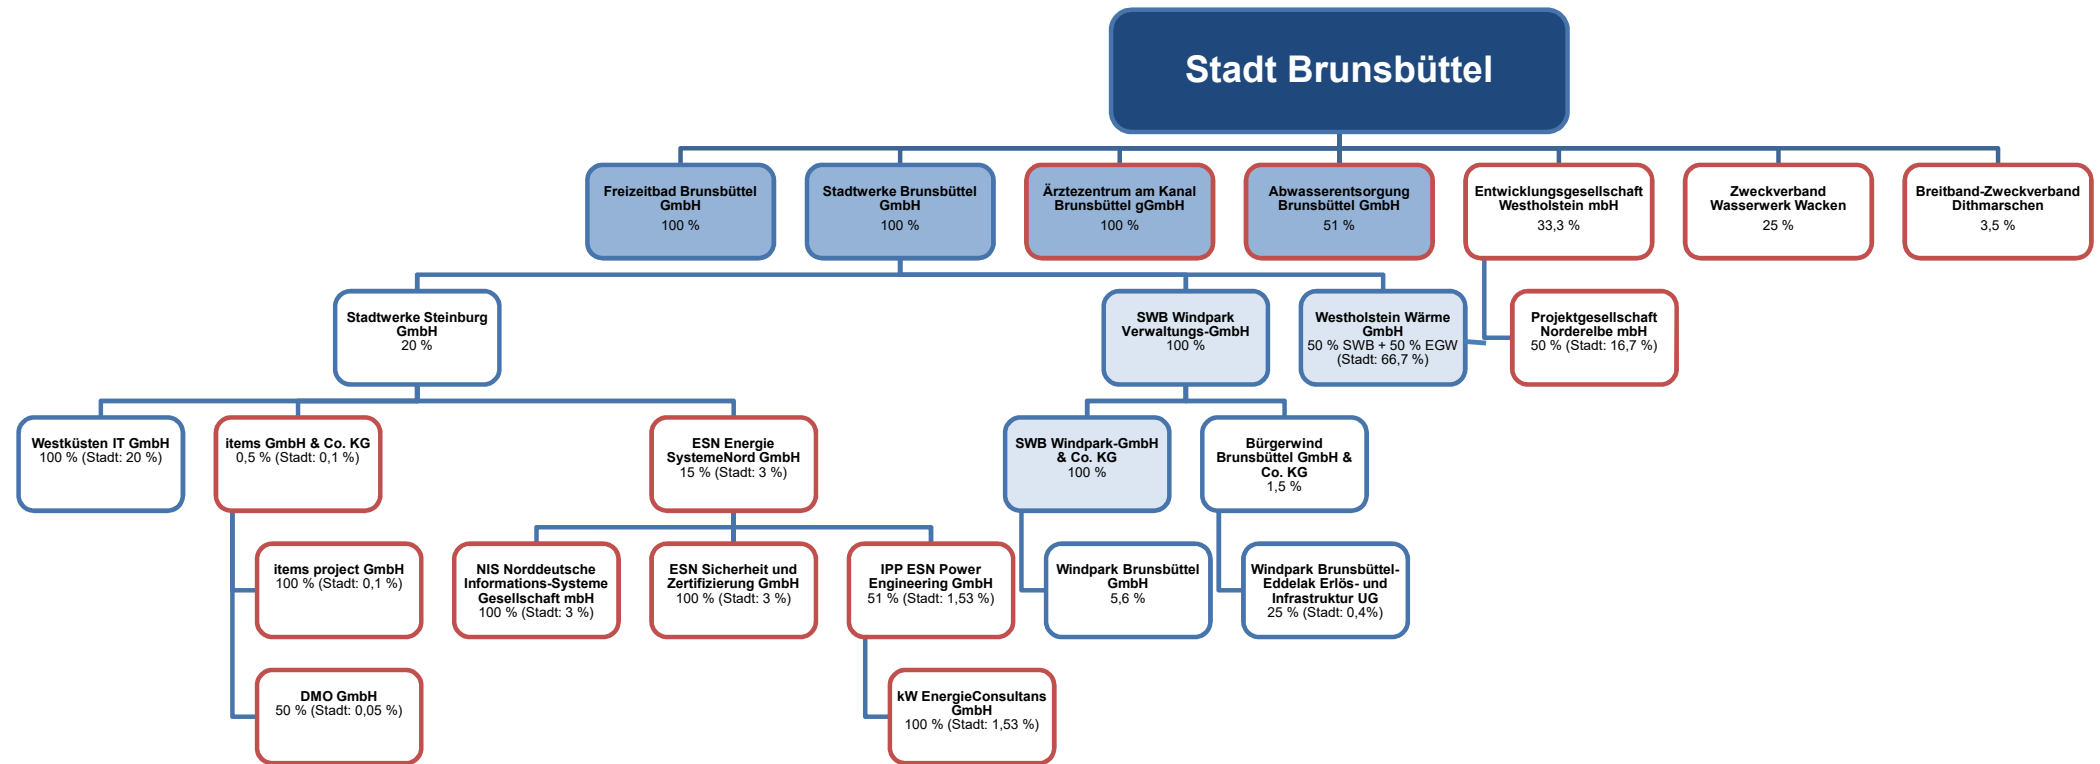 Stadt Brunsbüttel
Freizeitbad Brunsbüttel
GmbH
100 %
Stadtwerke Brunsbüttel
GmbH
100 %
Ärztezentrum am Kanal
Brunsbüttel gGmbH
100 %
Abwasserentsorgung
Brunsbüttel GmbH
51 %
Entwicklungsgesellschaft
Westholstein mbH
33,3 %
Zweckverband
Wasserwerk Wacken
25 %
Breitband-Zweckverband
Dithmarschen
3,5 %
Stadtwerke Steinburg
GmbH
20 %
SWB Windpark
Verwaltungs-GmbH
100 %
Westholstein Wärme
GmbH
50 % SWB + 50 % EGW
(Stadt: 66,7 %)
Projektgesellschaft
Norderelbe mbH
50 % (Stadt: 16,7 %)
Westküsten IT GmbH
100 % (Stadt: 20 %)
items GmbH & Co. KG
0,5 % (Stadt: 0,1 %)
ESN Energie
SystemeNord GmbH
15 % (Stadt: 3 %)
SWB Windpark-GmbH
& Co. KG
100 %
Bürgerwind
Brunsbüttel GmbH &
Co. KG
1,5 %
items project GmbH
100 % (Stadt: 0,1 %)
NIS Norddeutsche
Informations-Systeme
Gesellschaft mbH
100 % (Stadt: 3 %)
ESN Sicherheit und
Zertifizierung GmbH
100 % (Stadt: 3 %)
IPP ESN Power
Engineering GmbH
51 % (Stadt: 1,53 %)
Windpark Brunsbüttel
GmbH
5,6 %
Windpark Brunsbüttel-
Eddelak Erlös- und
Infrastruktur UG
25 % (Stadt: 0,4%)
DMO GmbH
50 % (Stadt: 0,05 %)
kW EnergieConsultans
GmbH
100 % (Stadt: 1,53 %)